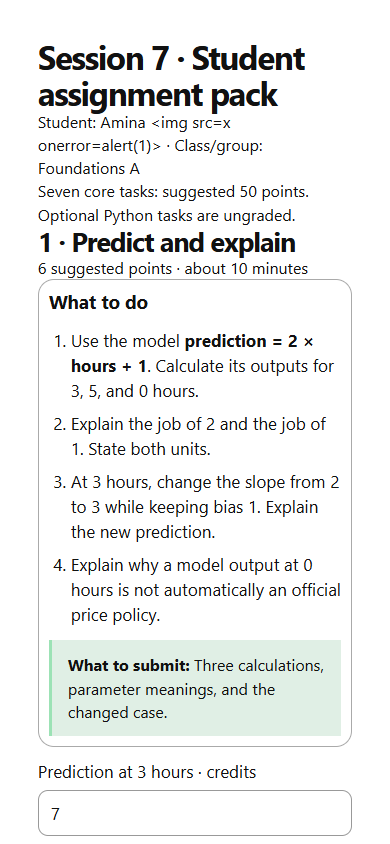 Session 7 · Student
assignment pack
Student: Amina <img src=x
onerror=alert(1)> · Class/group:
Foundations A
Seven core tasks: suggested 50 points.
Optional Python tasks are ungraded.
1 · Predict and explain
6 suggested points · about 10 minutes
What to do
1. Use the model prediction = 2 ×
hours + 1. Calculate its outputs for
3, 5, and 0 hours.
2. Explain the job of 2 and the job of
1. State both units.
3. At 3 hours, change the slope from 2
to 3 while keeping bias 1. Explain
the new prediction.
4. Explain why a model output at 0
hours is not automatically an official
price policy.
What to submit: Three calculations,
parameter meanings, and the
changed case.
Prediction at 3 hours · credits
7